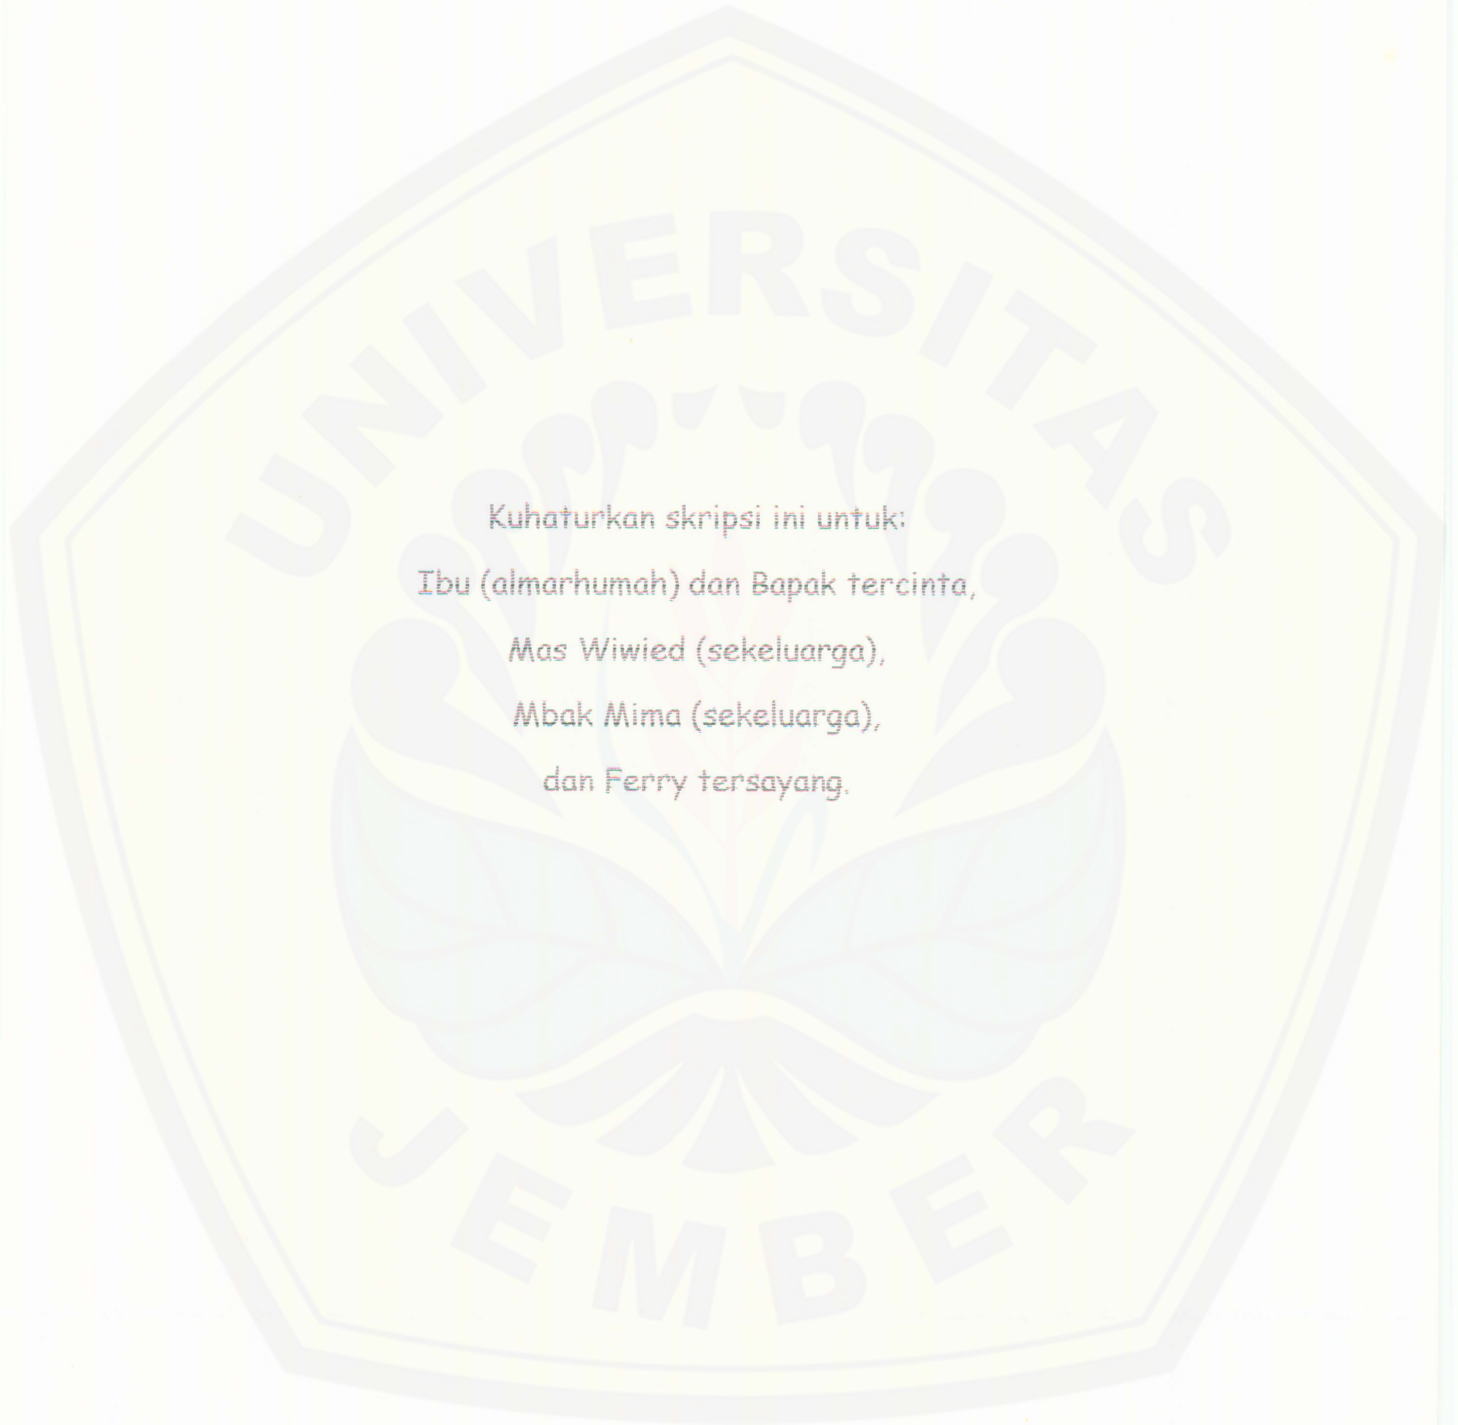 UNIVERSITAS
Kuhaturkan skripsi ini untuk:
Ibu (almarhumah) dan Bapak tercinta,
Mas Wiwied (sekeluarga),
Mbak Mima (sekeluarga),
dan Ferry tersayang.
JEMBER